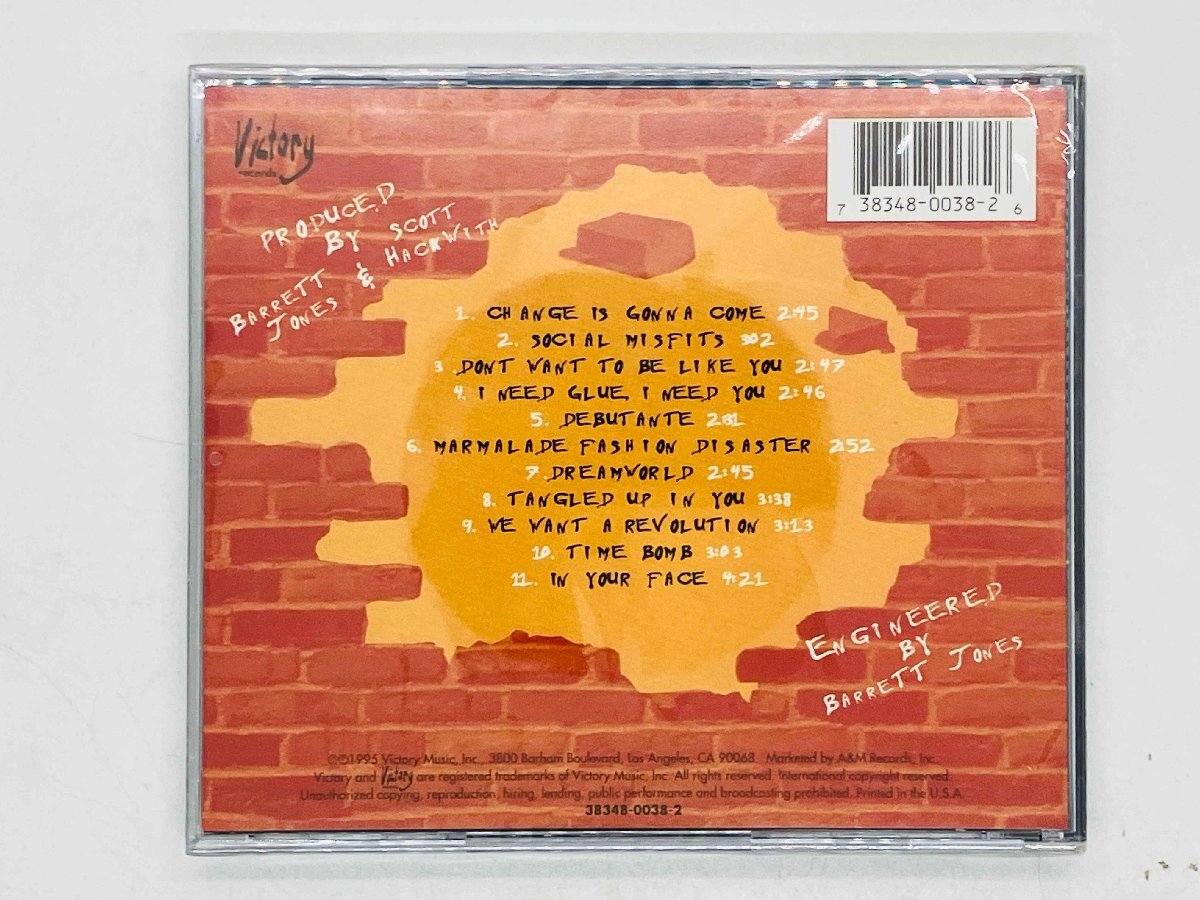 Victory
records
PRODUCED
BY SCOTT
HACKWITH
BARRETT &
JONES
7 38348-0038-2 6
1. CHANGE IS GONNA COME 2:45
2. SOCIAL MISFITS 3:02
3. DONT WANT TO BE LIKE YOU 2:47
4. I NEED GLUE, I NEED YOU 2:46
5. DEBUTANTE
6. MARMALADE FASHION DISASTER 2:52
7. DREAMWORLD 2:45
8. TANGLED UP IN YOU 3:38
9. WE WANT A REVOLUTION 3:13
10. TIME BOMB 3:03
11. IN YOUR FACE 4:21
ENGINEERED
BY
BARRETT JONES
℗©1995 Victory Music, Inc., 3800 Barham Boulevard, Los Angeles, CA 90068. Marketed by A&M Records, Inc.
Victory and Victory are registered trademarks of Victory Music, Inc. All rights reserved. International copyright reserved.
Unauthorized copying, reproduction, hiring, lending, public performance and broadcasting prohibited. Printed in the U.S.A.
38348-0038-2